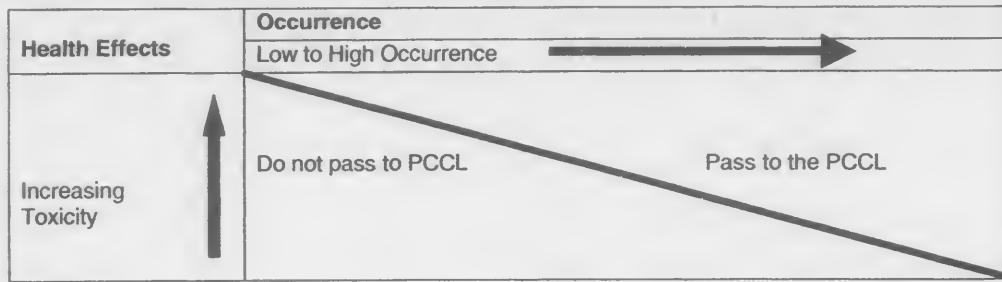 Health Effects
Occurrence
Low to High Occurrence
Increasing
Toxicity
Do not pass to PCCL
Pass to the PCCL